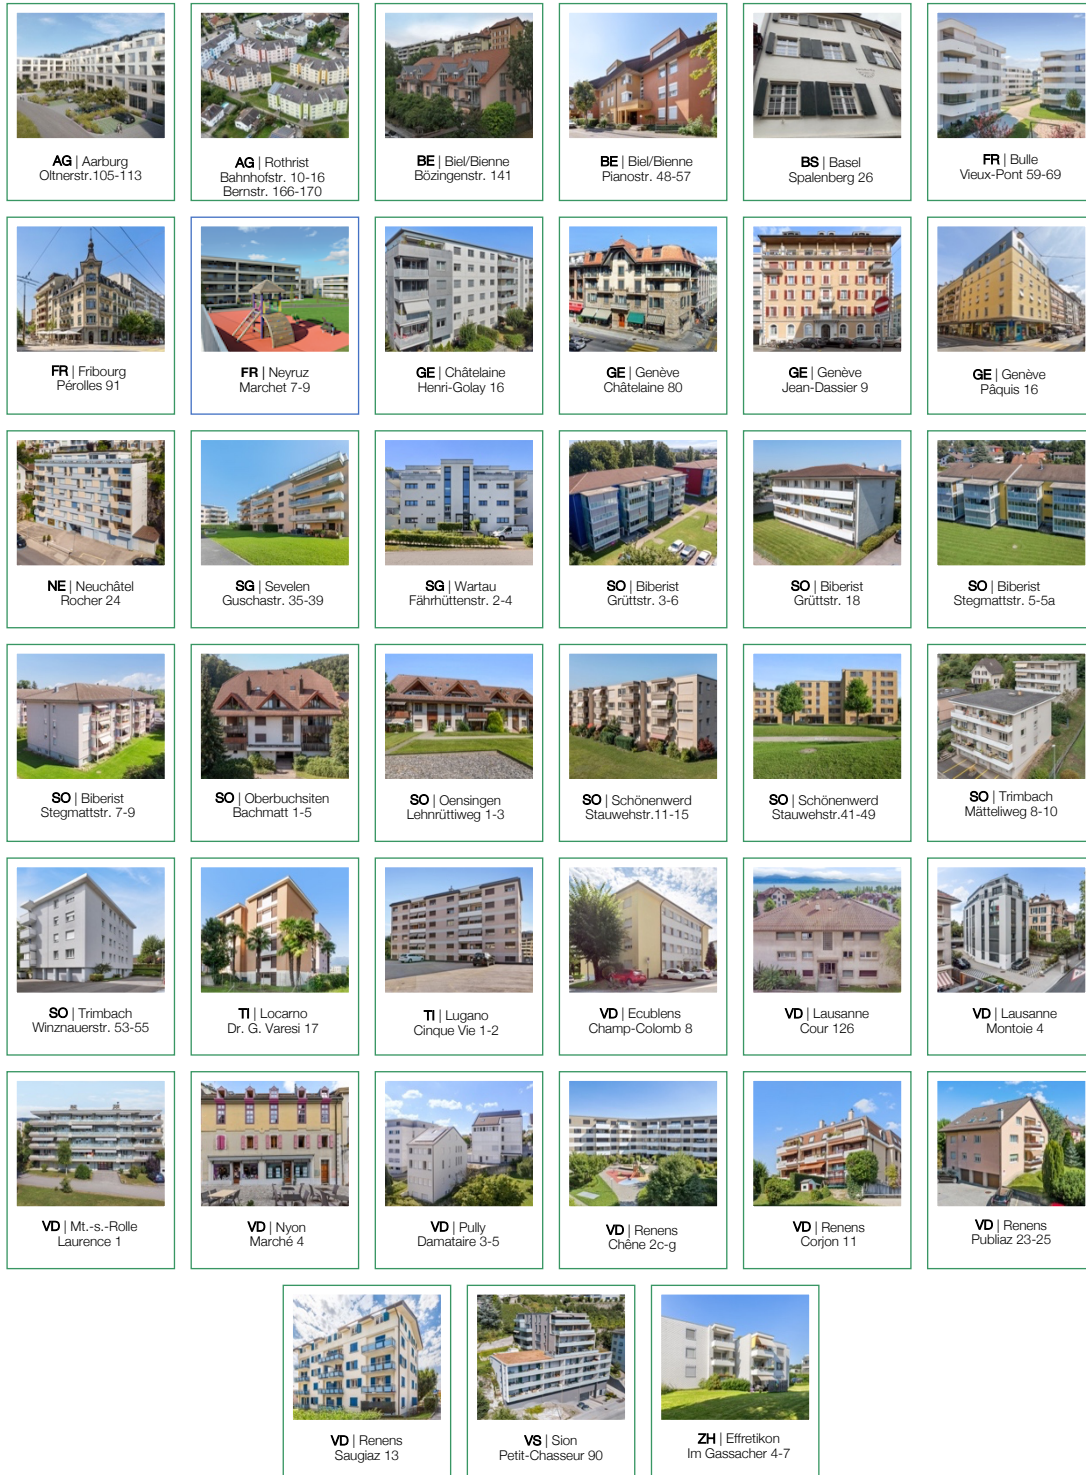 AG | Aarburg
Oltnerstr.105-113
AG | Rothrist
Bahnhofstr. 10-16
Bernstr. 166-170
BE | Biel/Bienne
Bözingenstr. 141
BE | Biel/Bienne
Pianostr. 48-57
BS | Basel
Spalenberg 26
FR | Bulle
Vieux-Pont 59-69
FR | Fribourg
Pérolles 91
FR | Neyruz
Marchet 7-9
GE | Châtelaine
Henri-Golay 16
GE | Genève
Châtelaine 80
GE | Genève
Jean-Dassier 9
GE | Genève
Pâquis 16
NE | Neuchâtel
Rocher 24
SG | Sevelen
Guschastr. 35-39
SG | Wartau
Fährhüttenstr. 2-4
SO | Biberist
Grüttstr. 3-6
SO | Biberist
Grüttstr. 18
SO | Biberist
Stegmattstr. 5-5a
SO | Biberist
Stegmattstr. 7-9
SO | Oberbuchsiten
Bachmatt 1-5
SO | Oensingen
Lehnrüttiweg 1-3
SO | Schönenwerd
Stauwehstr.11-15
SO | Schönenwerd
Stauwehstr.41-49
SO | Trimbach
Mätteliweg 8-10
SO | Trimbach
Winznauerstr. 53-55
TI | Locarno
Dr. G. Varesi 17
TI | Lugano
Cinque Vie 1-2
VD | Ecublens
Champ-Colomb 8
VD | Lausanne
Cour 126
VD | Lausanne
Montoie 4
VD | Mt.-s.-Rolle
Laurence 1
VD | Nyon
Marché 4
VD | Pully
Damataire 3-5
VD | Renens
Chêne 2c-g
VD | Renens
Corjon 11
VD | Renens
Publiaz 23-25
VD | Renens
Saugiaz 13
VS | Sion
Petit-Chasseur 90
ZH | Effretikon
Im Gassacher 4-7